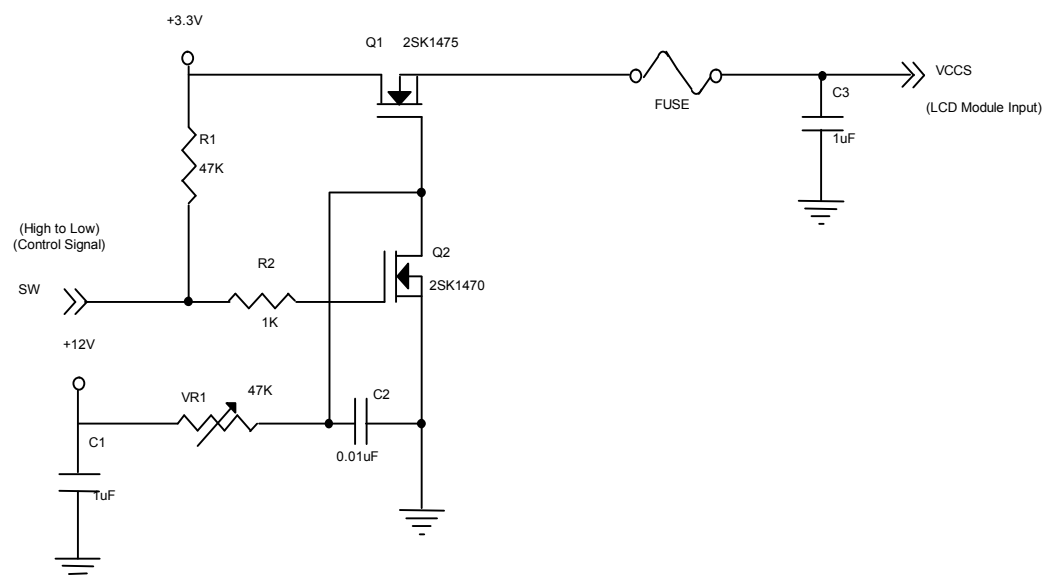 +3.3V
Q1 2SK1475
VCCS
FUSE
C3
(LCD Module Input)
R1
1uF
47K
(High to Low)
(Control Signal)
R2
Q2
SW
2SK1470
1K
+12V
VR1
47K
C2
C1
0.01uF
1uF